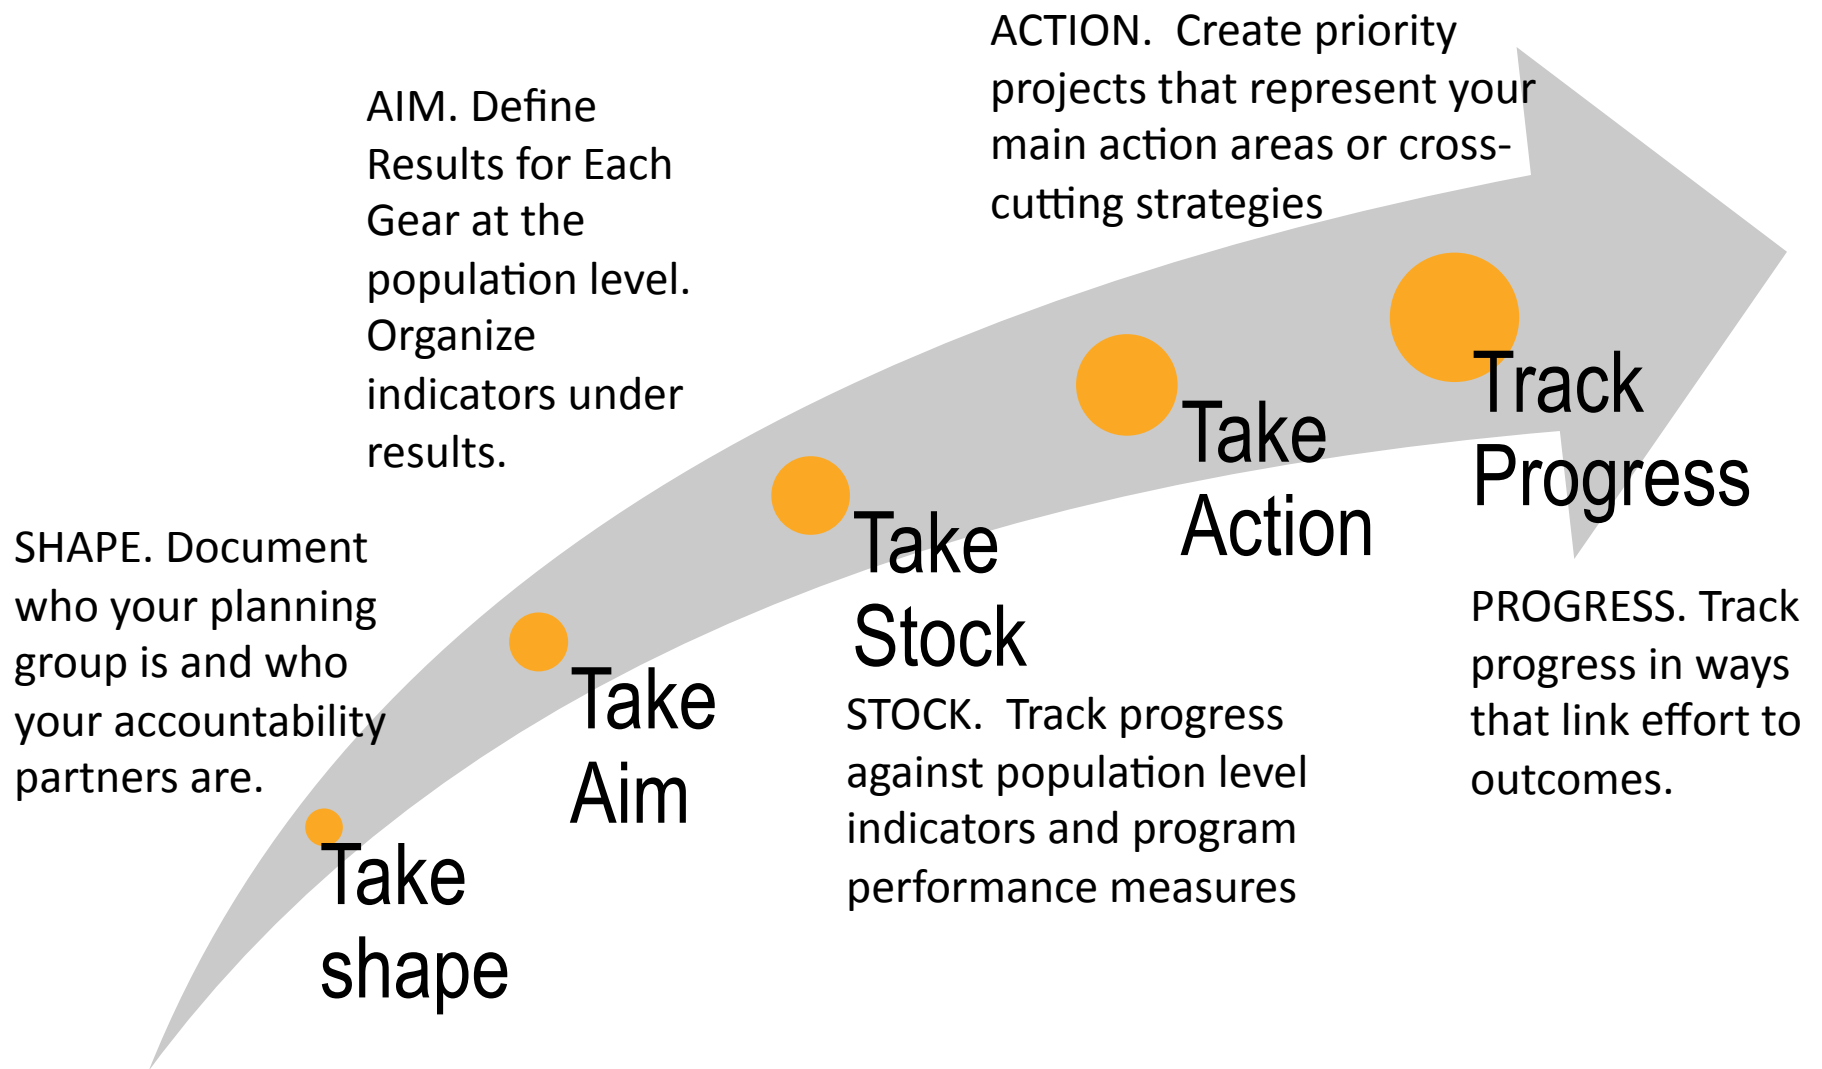 ACTION.  Create priority
projects that represent your
main action areas or cross-
cutting strategies
AIM. Define
Results for Each
Gear at the
population level.
Organize
indicators under
results.
SHAPE. Document
who your planning
group is and who
your accountability
partners are.
Take
shape
Take
Aim
Take
Stock
STOCK.  Track progress
against population level
indicators and program
performance measures
Take
Action
Track
Progress
PROGRESS. Track
progress in ways
that link effort to
outcomes.